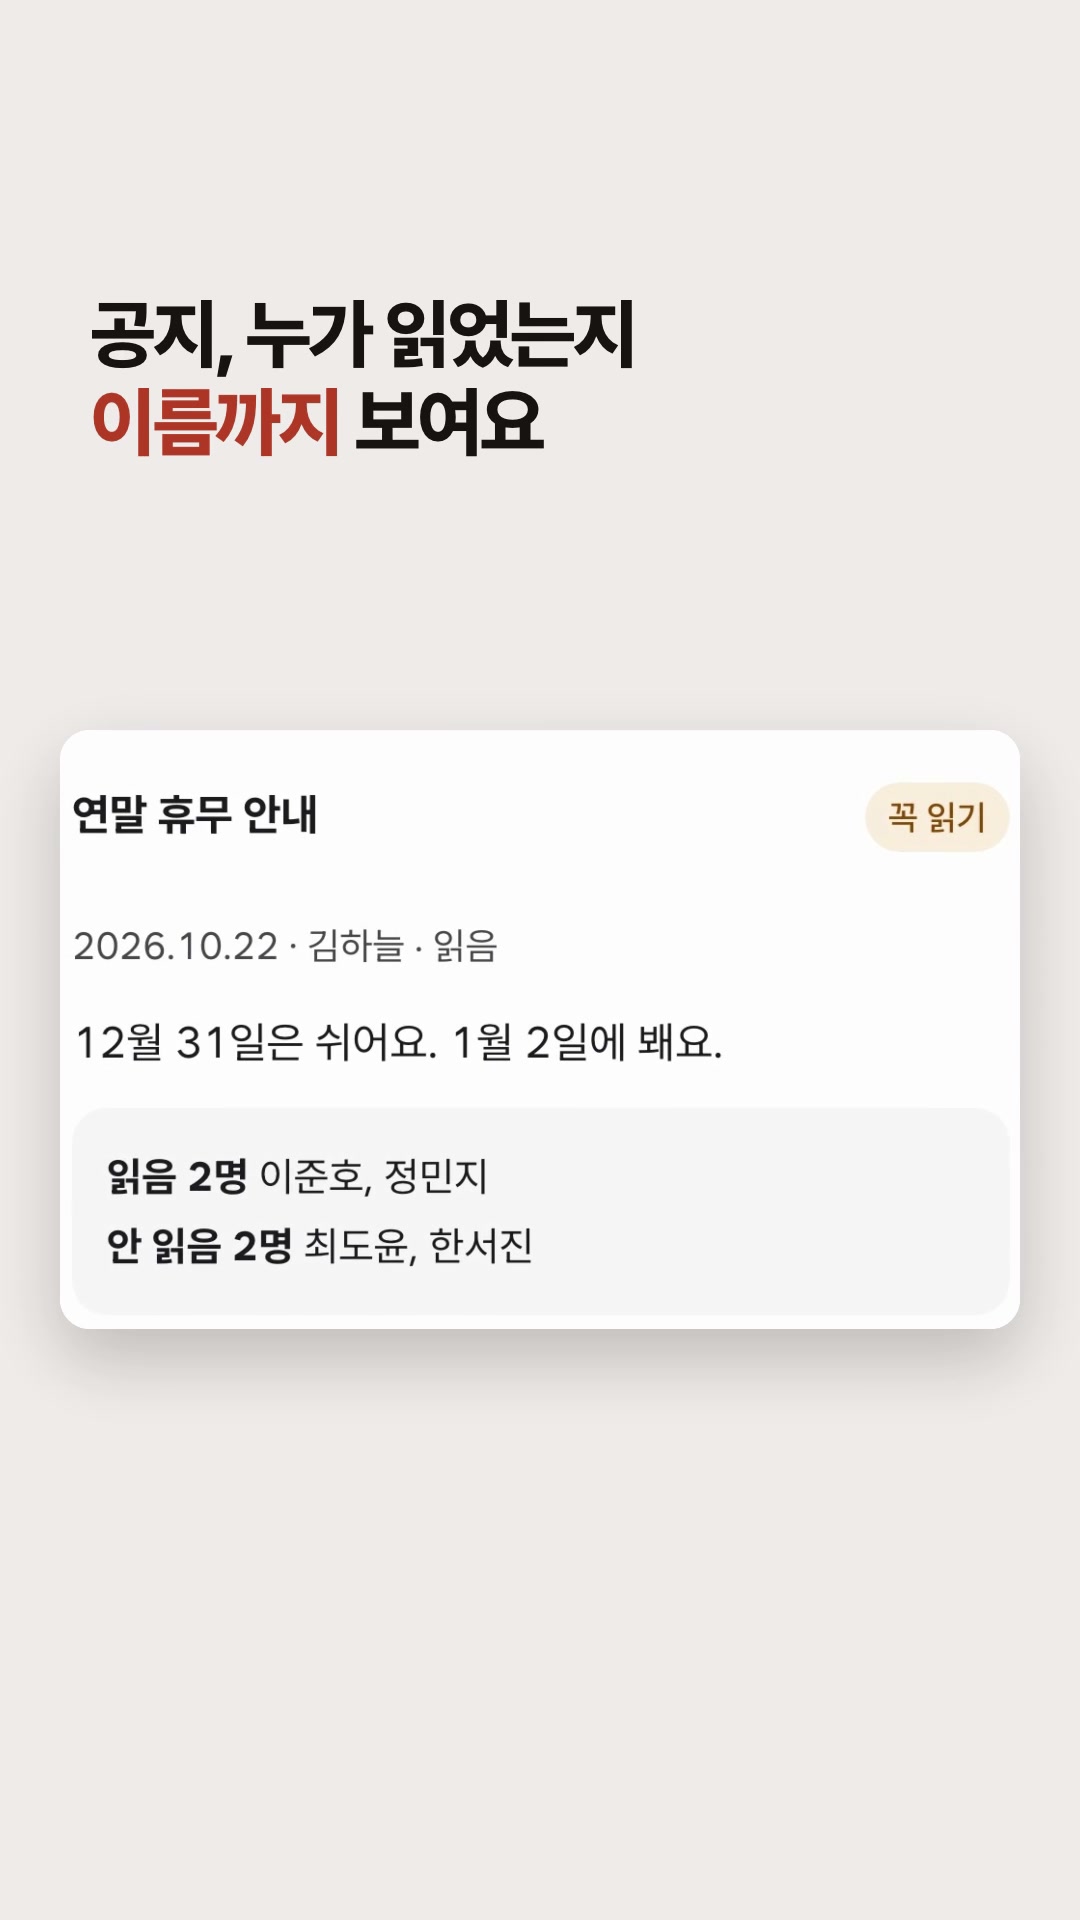 공지, 누가 읽었는지
이름까지 보여요
연말 휴무 안내
꼭 읽기
2026.10.22 · 김하늘 · 읽음
12월 31일은 쉬어요. 1월 2일에 봬요.
읽음 2명 이준호, 정민지
안 읽음 2명 최도윤, 한서진